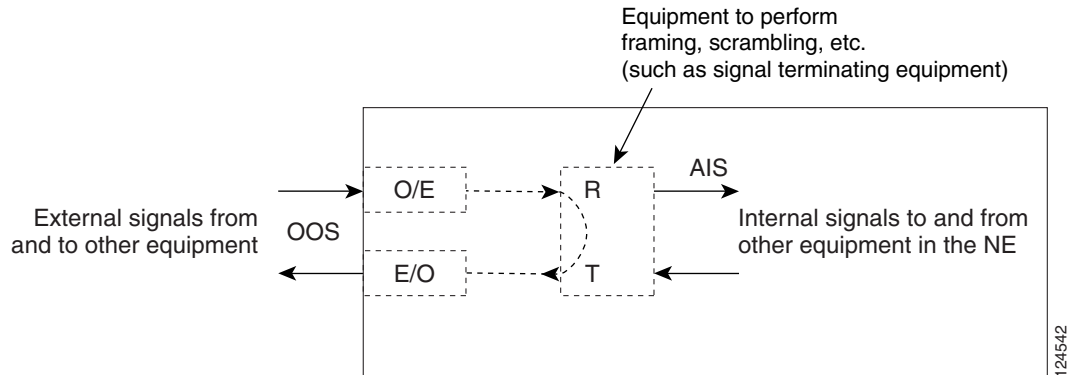 Equipment to perform
framing, scrambling, etc.
(such as signal terminating equipment)
AIS
O/E
R
External signals from
and to other equipment
OOS
Internal signals to and from
other equipment in the NE
E/O
T
124542